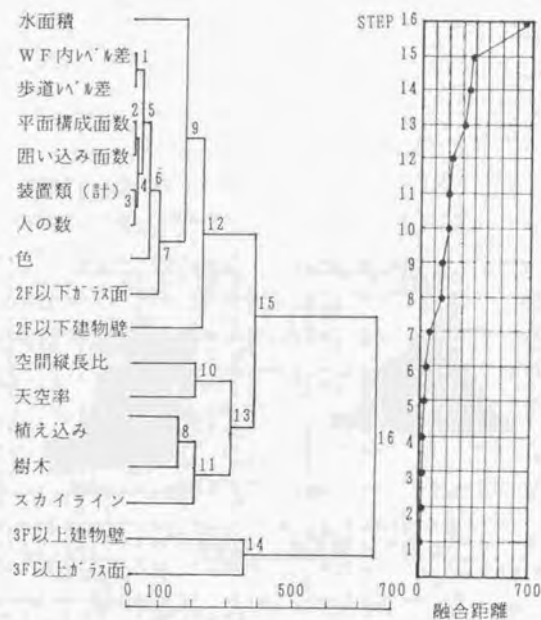 水面積
WF内ﾚﾍﾞﾙ差
歩道ﾚﾍﾞﾙ差
平面構成面数
囲い込み面数
装置類(計)
人の数
色
2F以下ｶﾞﾗｽ面
2F以下建物壁
空間縦長比
天空率
植え込み
樹木
スカイライン
3F以上建物壁
3F以上ｶﾞﾗｽ面
1
2
5
9
4
6
3
12
7
15
10
13
16
8
11
14
0 100 500 700
STEP 16
15
14
13
12
11
10
9
8
7
6
5
4
3
2
1
0 700
融合距離